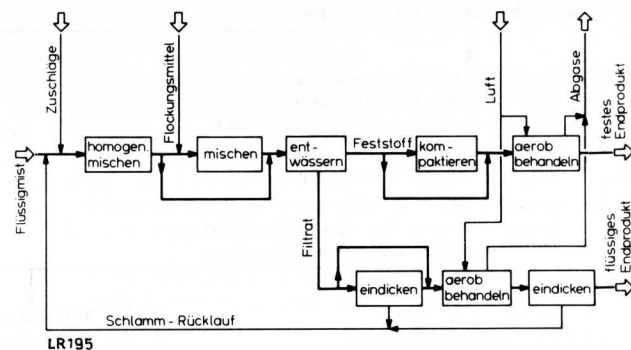 Zuschläge
Flockungsmittel
Luft
Abgase
festes
Endprodukt
Flüssigmist
homogen.
mischen
mischen
ent-
wässern
Feststoff
kom-
paktieren
aerob
behandeln
Filtrat
flüssiges
Endprodukt
eindicken
aerob
behandeln
eindicken
Schlamm - Rücklauf
LR195